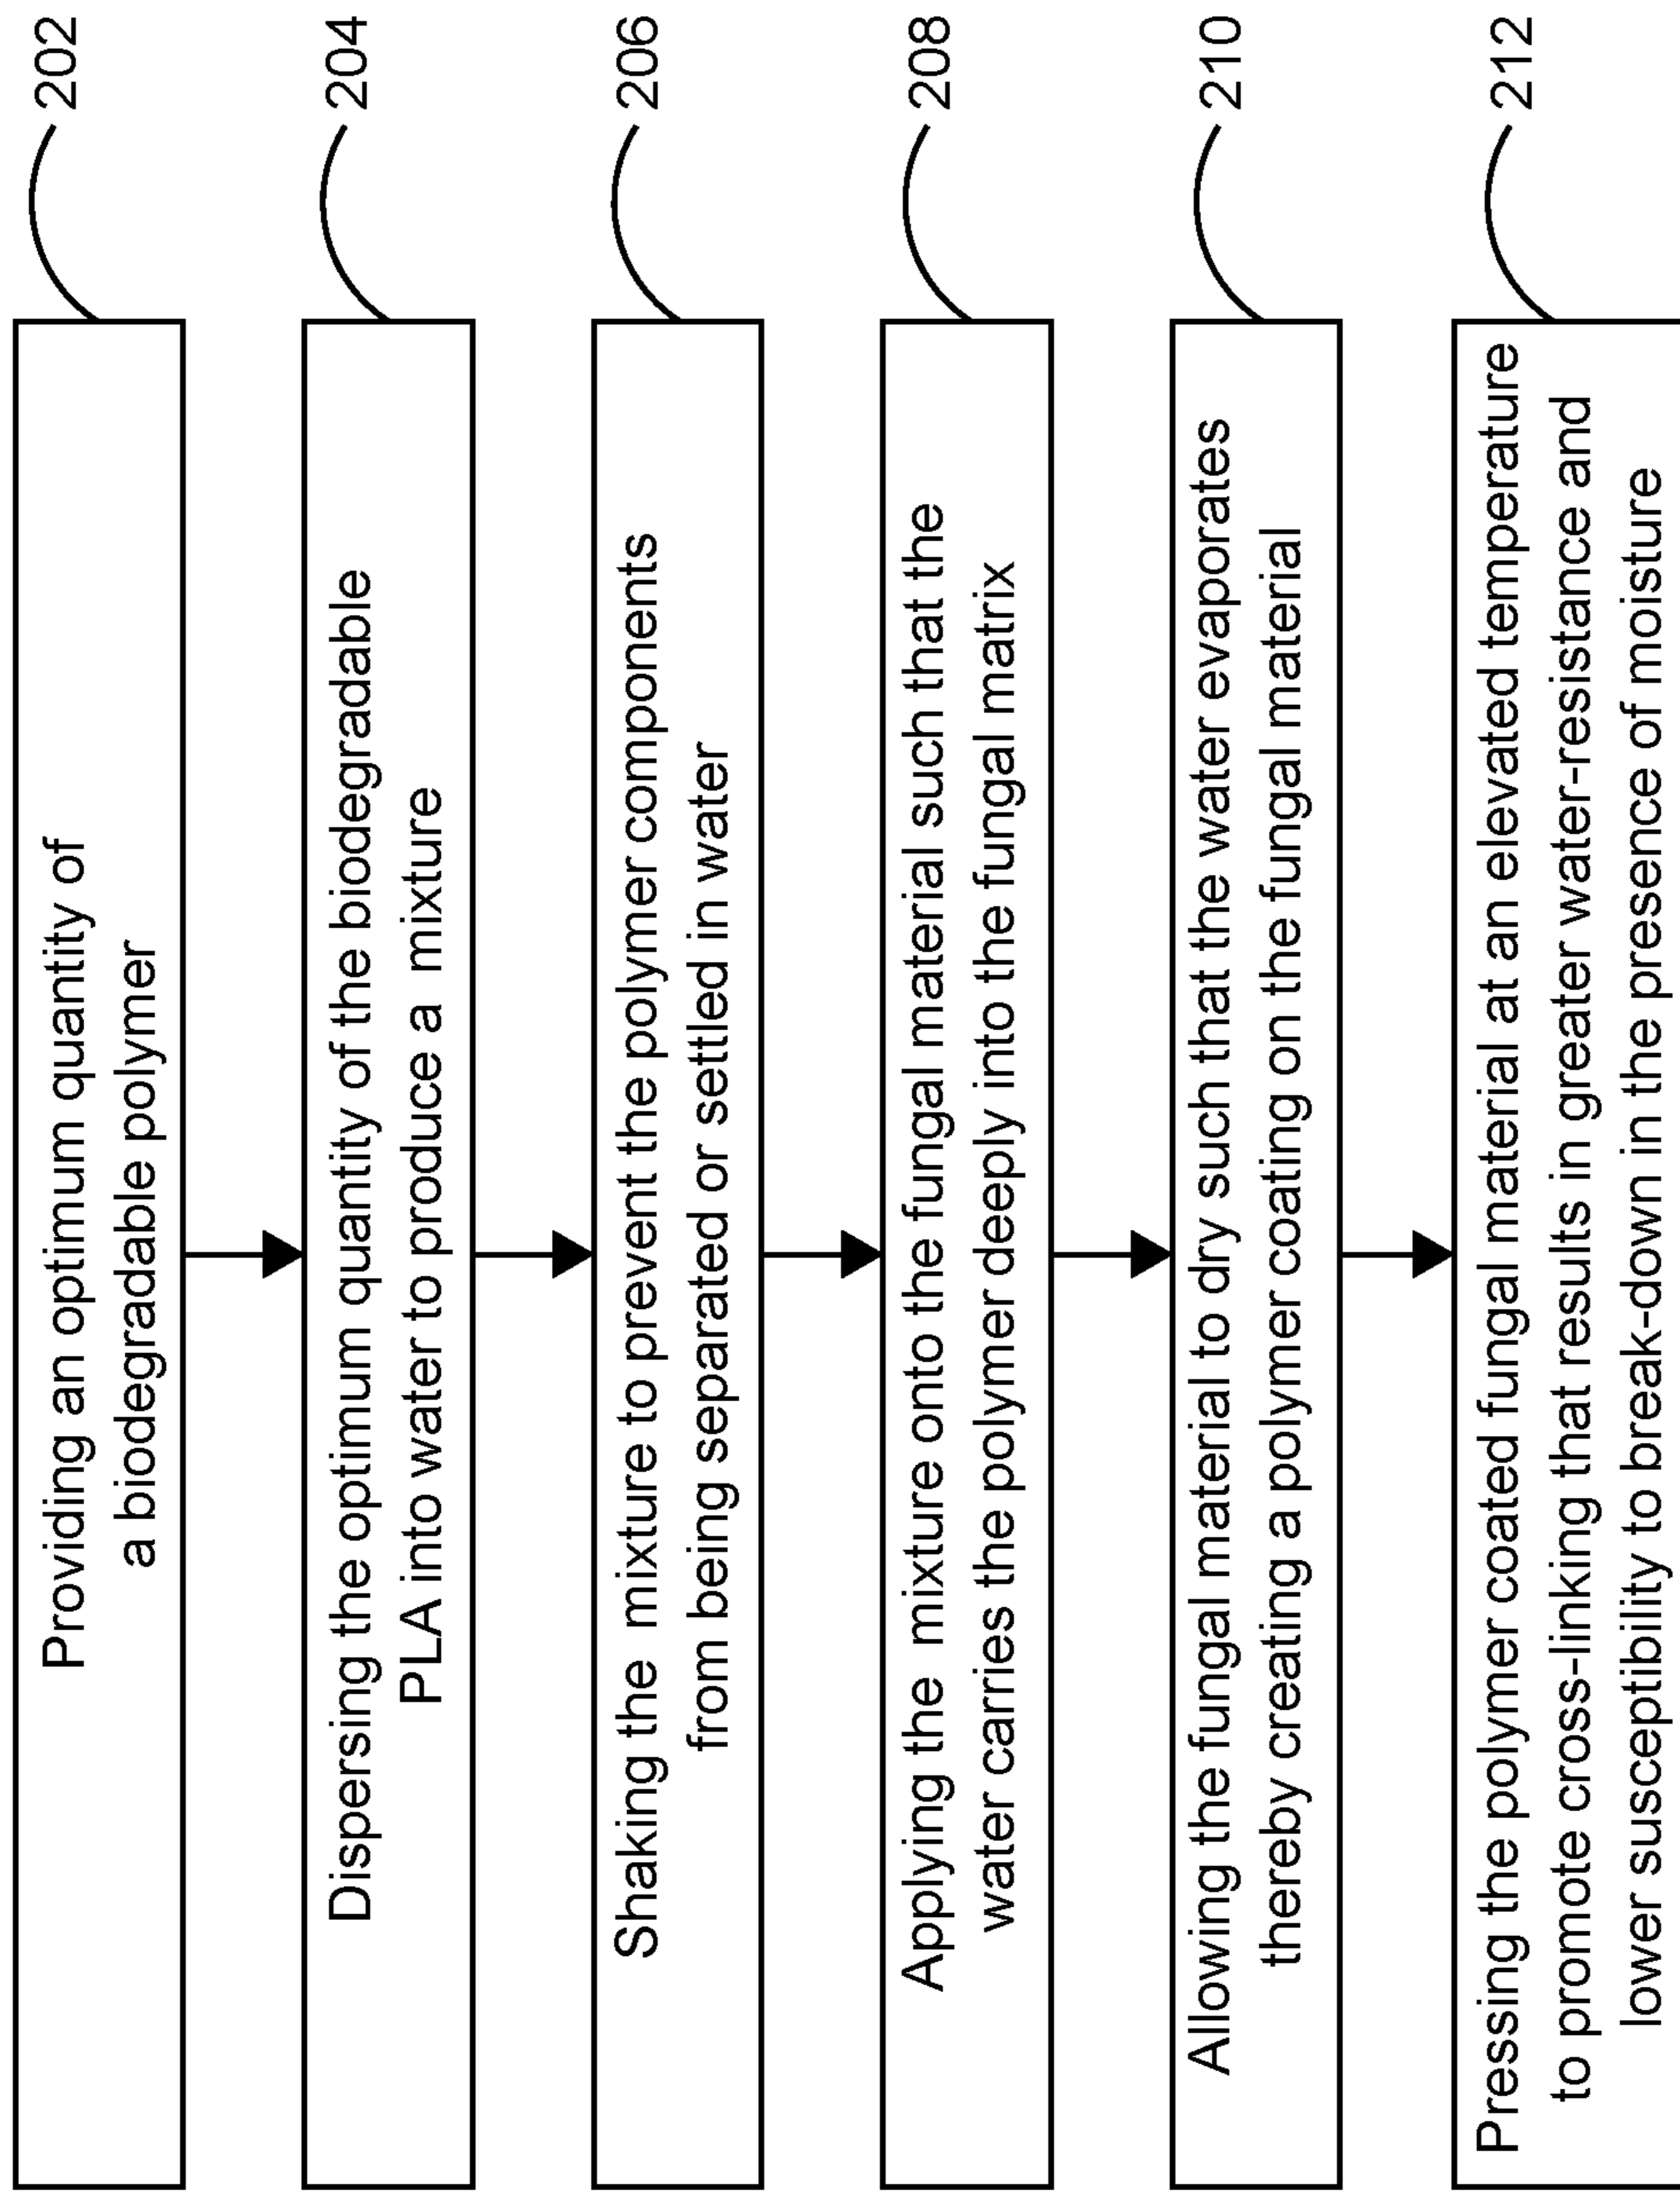 Providing an optimum quantity of
a biodegradable polymer
202
Dispersing the optimum quantity of the biodegradable
PLA into water to produce a mixture
204
Shaking the mixture to prevent the polymer components
from being separated or settled in water
206
Applying the mixture onto the fungal material such that the
water carries the polymer deeply into the fungal matrix
208
Allowing the fungal material to dry such that the water evaporates
thereby creating a polymer coating on the fungal material
210
Pressing the polymer coated fungal material at an elevated temperature
to promote cross-linking that results in greater water-resistance and
lower susceptibility to break-down in the presence of moisture
212